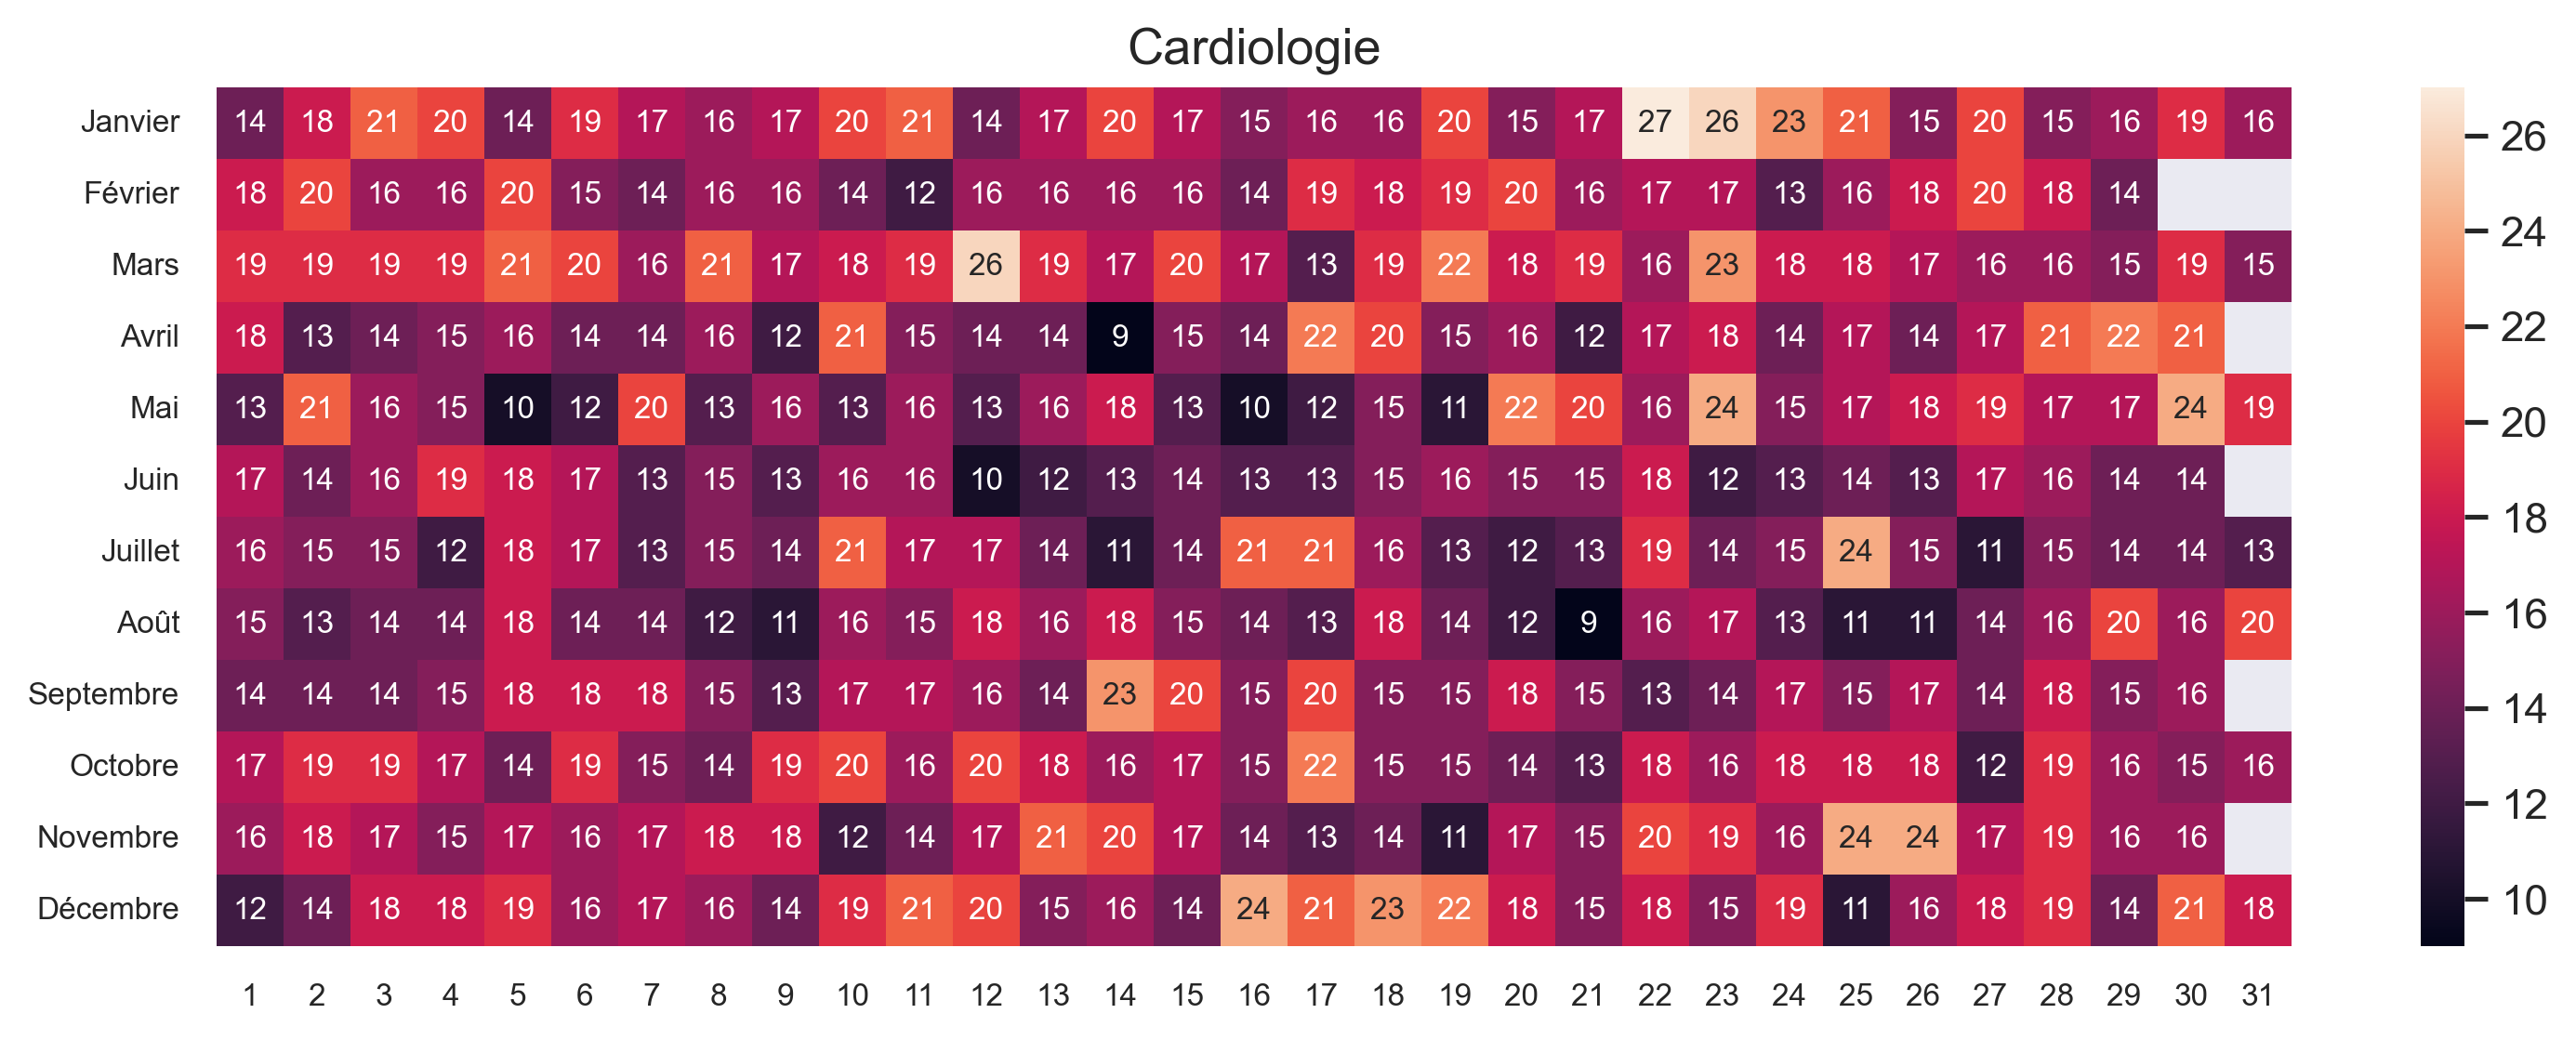 Cardiologie
Janvier 14 18 21 20 14 19 17 16 17 20 21 14 17 20 17 15 16 16 20 15 17 27 26 23 21 15 20 15 16 19 16
Février 18 20 16 16 20 15 14 16 16 14 12 16 16 16 16 14 19 18 19 20 16 17 17 13 16 18 20 18 14
Mars 19 19 19 19 21 20 16 21 17 18 19 26 19 17 20 17 13 19 22 18 19 16 23 18 18 17 16 16 15 19 15
Avril 18 13 14 15 16 14 14 16 12 21 15 14 14 9 15 14 22 20 15 16 12 17 18 14 17 14 17 21 22 21
Mai 13 21 16 15 10 12 20 13 16 13 16 13 16 18 13 10 12 15 11 22 20 16 24 15 17 18 19 17 17 24 19
Juin 17 14 16 19 18 17 13 15 13 16 16 10 12 13 14 13 13 15 16 15 15 18 12 13 14 13 17 16 14 14
Juillet 16 15 15 12 18 17 13 15 14 21 17 17 14 11 14 21 21 16 13 12 13 19 14 15 24 15 11 15 14 14 13
Août 15 13 14 14 18 14 14 12 11 16 15 18 16 18 15 14 13 18 14 12 9 16 17 13 11 11 14 16 20 16 20
Septembre 14 14 14 15 18 18 18 15 13 17 17 16 14 23 20 15 20 15 15 18 15 13 14 17 15 17 14 18 15 16
Octobre 17 19 19 17 14 19 15 14 19 20 16 20 18 16 17 15 22 15 15 14 13 18 16 18 18 18 12 19 16 15 16
Novembre 16 18 17 15 17 16 17 18 18 12 14 17 21 20 17 14 13 14 11 17 15 20 19 16 24 24 17 19 16 16
Décembre 12 14 18 18 19 16 17 16 14 19 21 20 15 16 14 24 21 23 22 18 15 18 15 19 11 16 18 19 14 21 18
1 2 3 4 5 6 7 8 9 10 11 12 13 14 15 16 17 18 19 20 21 22 23 24 25 26 27 28 29 30 31
26
24
22
20
18
16
14
12
10